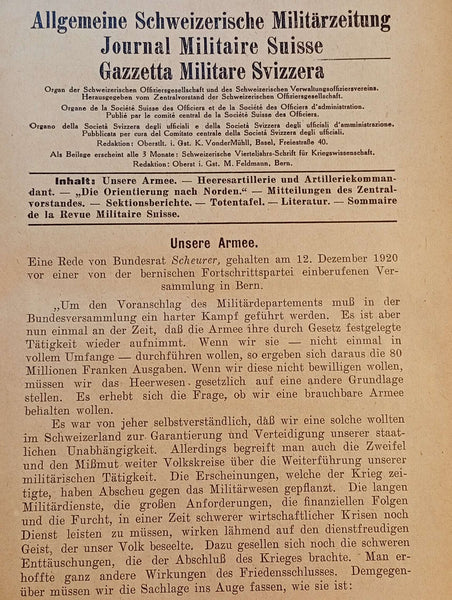 Allgemeine Schweizerische Militärzeitung
Journal Militaire Suisse
Gazzetta Militare Svizzera
Organ der Schweizerischen Offiziersgesellschaft und des Schweizerischen Verwaltungsoffiziersvereins.
Herausgegeben vom Zentralvorstand der Schweizerischen Offiziersgesellschaft.
Organe de la Société Suisse des Officiers et de la Société des Officiers d'administration.
Publié par le comité central de la Société Suisse des Officiers.
Organo della Società Svizzera degli ufficiali e della Società Svizzera degli ufficiali d'amministrazione.
Pubblicata per cura del Comitato centrale della Società Svizzera degli ufficiali.
Redaktion: Oberstlt. i. Gst. K. VonderMühll, Basel, Freiestraße 40.
Als Beilage erscheint alle 3 Monate: Schweizerische Vierteljahrs-Schrift für Kriegswissenschaft.
Redaktion: Oberst i. Gst. M. Feldmann, Bern.
Inhalt: Unsere Armee. — Heeresartillerie und Artilleriekomman-
dant. — „Die Orientierung nach Norden." — Mitteilungen des Zentral-
vorstandes. — Sektionsberichte. — Totentafel. — Literatur. — Sommaire
de la Revue Militaire Suisse.
Unsere Armee.
Eine Rede von Bundesrat Scheurer, gehalten am 12. Dezember 1920
vor einer von der bernischen Fortschrittspartei einberufenen Ver-
sammlung in Bern.
„Um den Voranschlag des Militärdepartements muß in der
Bundesversammlung ein harter Kampf geführt werden. Es ist aber
nun einmal an der Zeit, daß die Armee ihre durch Gesetz festgelegte
Tätigkeit wieder aufnimmt. Wenn wir sie — nicht einmal in
vollem Umfange — durchführen wollen, so ergeben sich daraus die 80
Millionen Franken Ausgaben. Wenn wir diese nicht bewilligen wollen,
müssen wir das Heerwesen gesetzlich auf eine andere Grundlage
stellen. Es erhebt sich die Frage, ob wir eine brauchbare Armee
behalten wollen.
Es war von jeher selbstverständlich, daß wir eine solche wollten
im Schweizerland zur Garantierung und Verteidigung unserer staat-
lichen Unabhängigkeit. Allerdings begreift man auch die Zweifel
und den Mißmut weiter Volkskreise über die Weiterführung unserer
militärischen Tätigkeit. Die Erscheinungen, welche der Krieg zei-
tigte, haben Abscheu gegen das Militärwesen gepflanzt. Die langen
Militärdienste, die großen Anforderungen, die finanziellen Folgen
und die Furcht, in einer Zeit schwerer wirtschaftlicher Krisen noch
Dienst leisten zu müssen, wirken lähmend auf den dienstfreudigen
Geist, der unser Volk beseelte. Dazu gesellen sich noch die schweren
Enttäuschungen, die der Abschluß des Krieges brachte. Man er-
hoffte ganz andere Wirkungen des Friedensschlusses. Demgegen-
über müssen wir die Sachlage ins Auge fassen, wie sie ist: